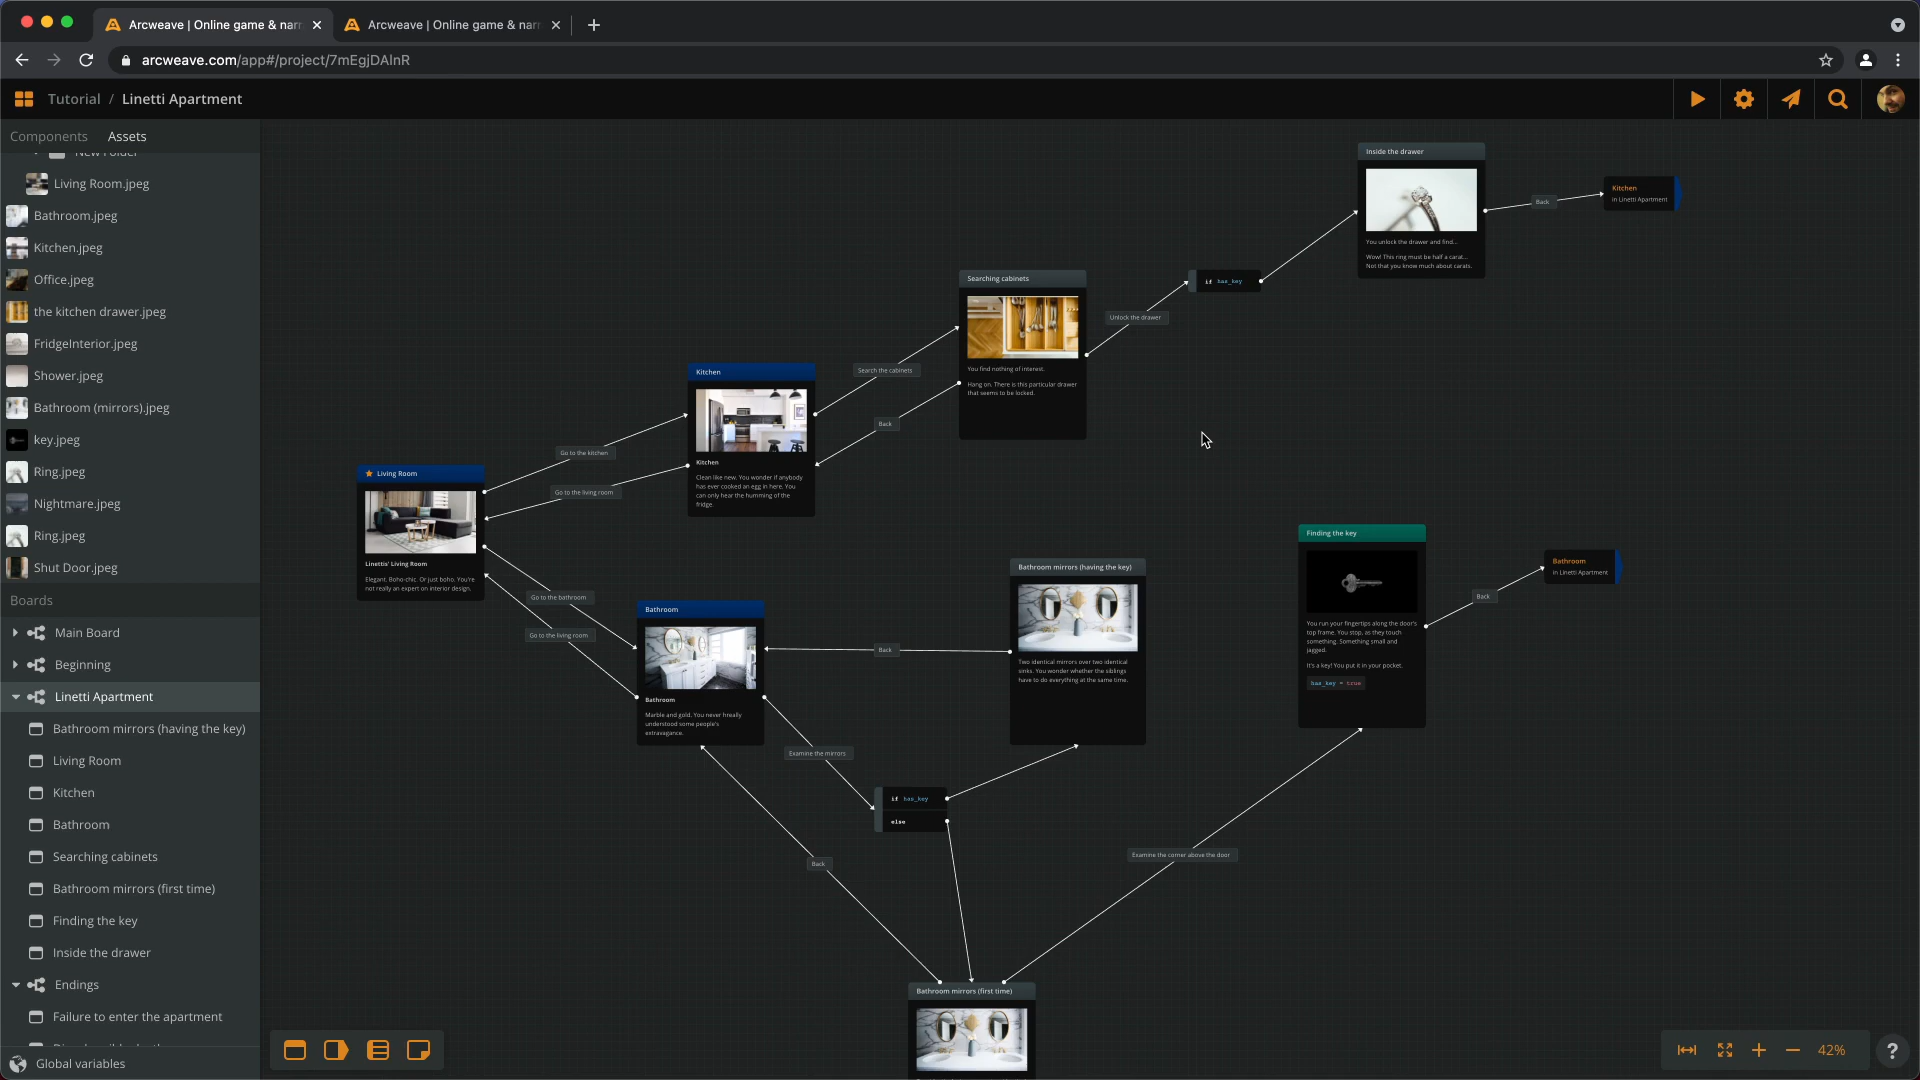 Arcweave | Online game & narr
Arcweave | Online game & narr
arcweave.com/app#/project/7mEgjDAlnR
Tutorial / Linetti Apartment
Components
Assets
New Folder
Living Room.jpeg
Bathroom.jpeg
Kitchen.jpeg
Office.jpeg
the kitchen drawer.jpeg
FridgeInterior.jpeg
Shower.jpeg
Bathroom (mirrors).jpeg
key.jpeg
Ring.jpeg
Nightmare.jpeg
Ring.jpeg
Shut Door.jpeg
Boards
Main Board
Beginning
Linetti Apartment
Bathroom mirrors (having the key)
Living Room
Kitchen
Bathroom
Searching cabinets
Bathroom mirrors (first time)
Finding the key
Inside the drawer
Endings
Failure to enter the apartment
Global variables
Inside the drawer
You unlock the drawer and find...
Wow! This ring must be half a carat...
Not that you know much about carats.
Back
Kitchen
in Linetti Apartment
Searching cabinets
You find nothing of interest.
Hang on. There is this particular drawer
that seems to be locked.
Unlock the drawer
if has_key
Kitchen
Kitchen
Clean like new. You wonder if anybody
has ever cooked an egg in here. You
can only hear the humming of the
fridge.
Search the cabinets
Back
Go to the kitchen
Go to the living room
Living Room
Linettis' Living Room
Elegant. Boho-chic. Or just boho. You're
not really an expert on interior design.
Go to the bathroom
Go to the living room
Bathroom
Bathroom
Marble and gold. You never hreally
understood some people's
extravagance.
Back
Bathroom mirrors (having the key)
Two identical mirrors over two identical
sinks. You wonder whether the siblings
have to do everything at the same time.
Finding the key
You run your fingertips along the door's
top frame. You stop, as they touch
something. Something small and
jagged.
It's a key! You put it in your pocket.
has_key = true
Back
Bathroom
in Linetti Apartment
Examine the mirrors
if has_key
else
Back
Examine the corner above the door
Bathroom mirrors (first time)
42%
?